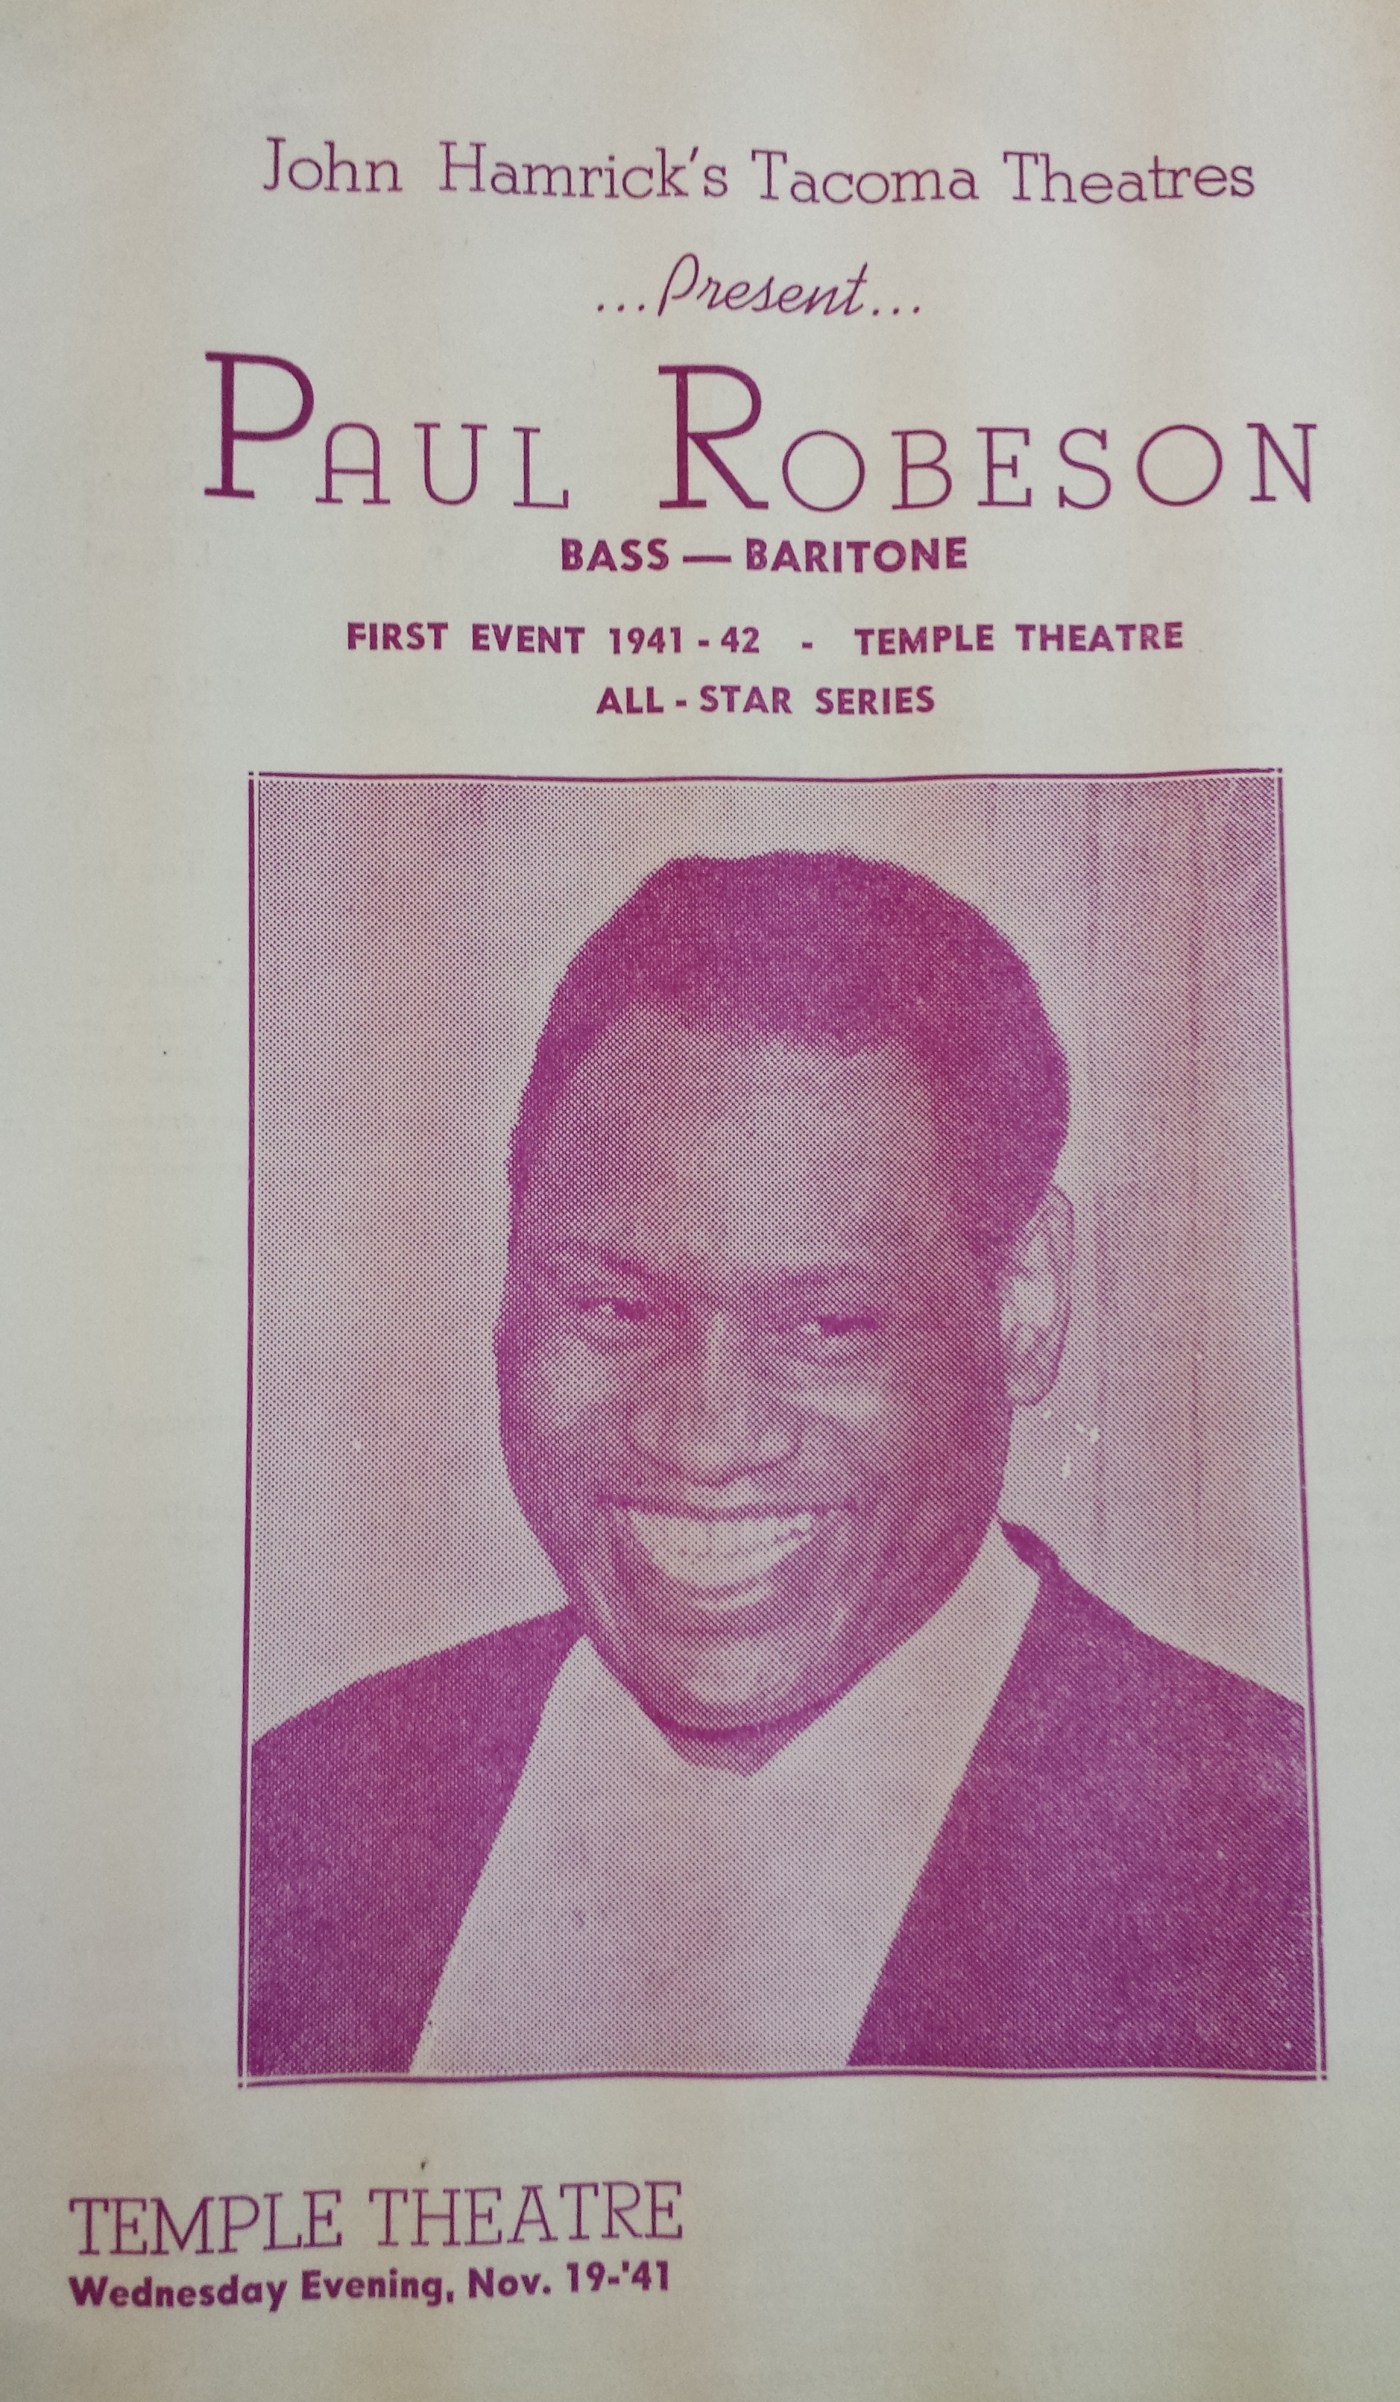 John Hamrick's Tacoma Theatres
...Present...
PAUL ROBESON
BASS — BARITONE
FIRST EVENT 1941 - 42 - TEMPLE THEATRE
ALL - STAR SERIES
TEMPLE THEATRE
Wednesday Evening, Nov. 19-'41